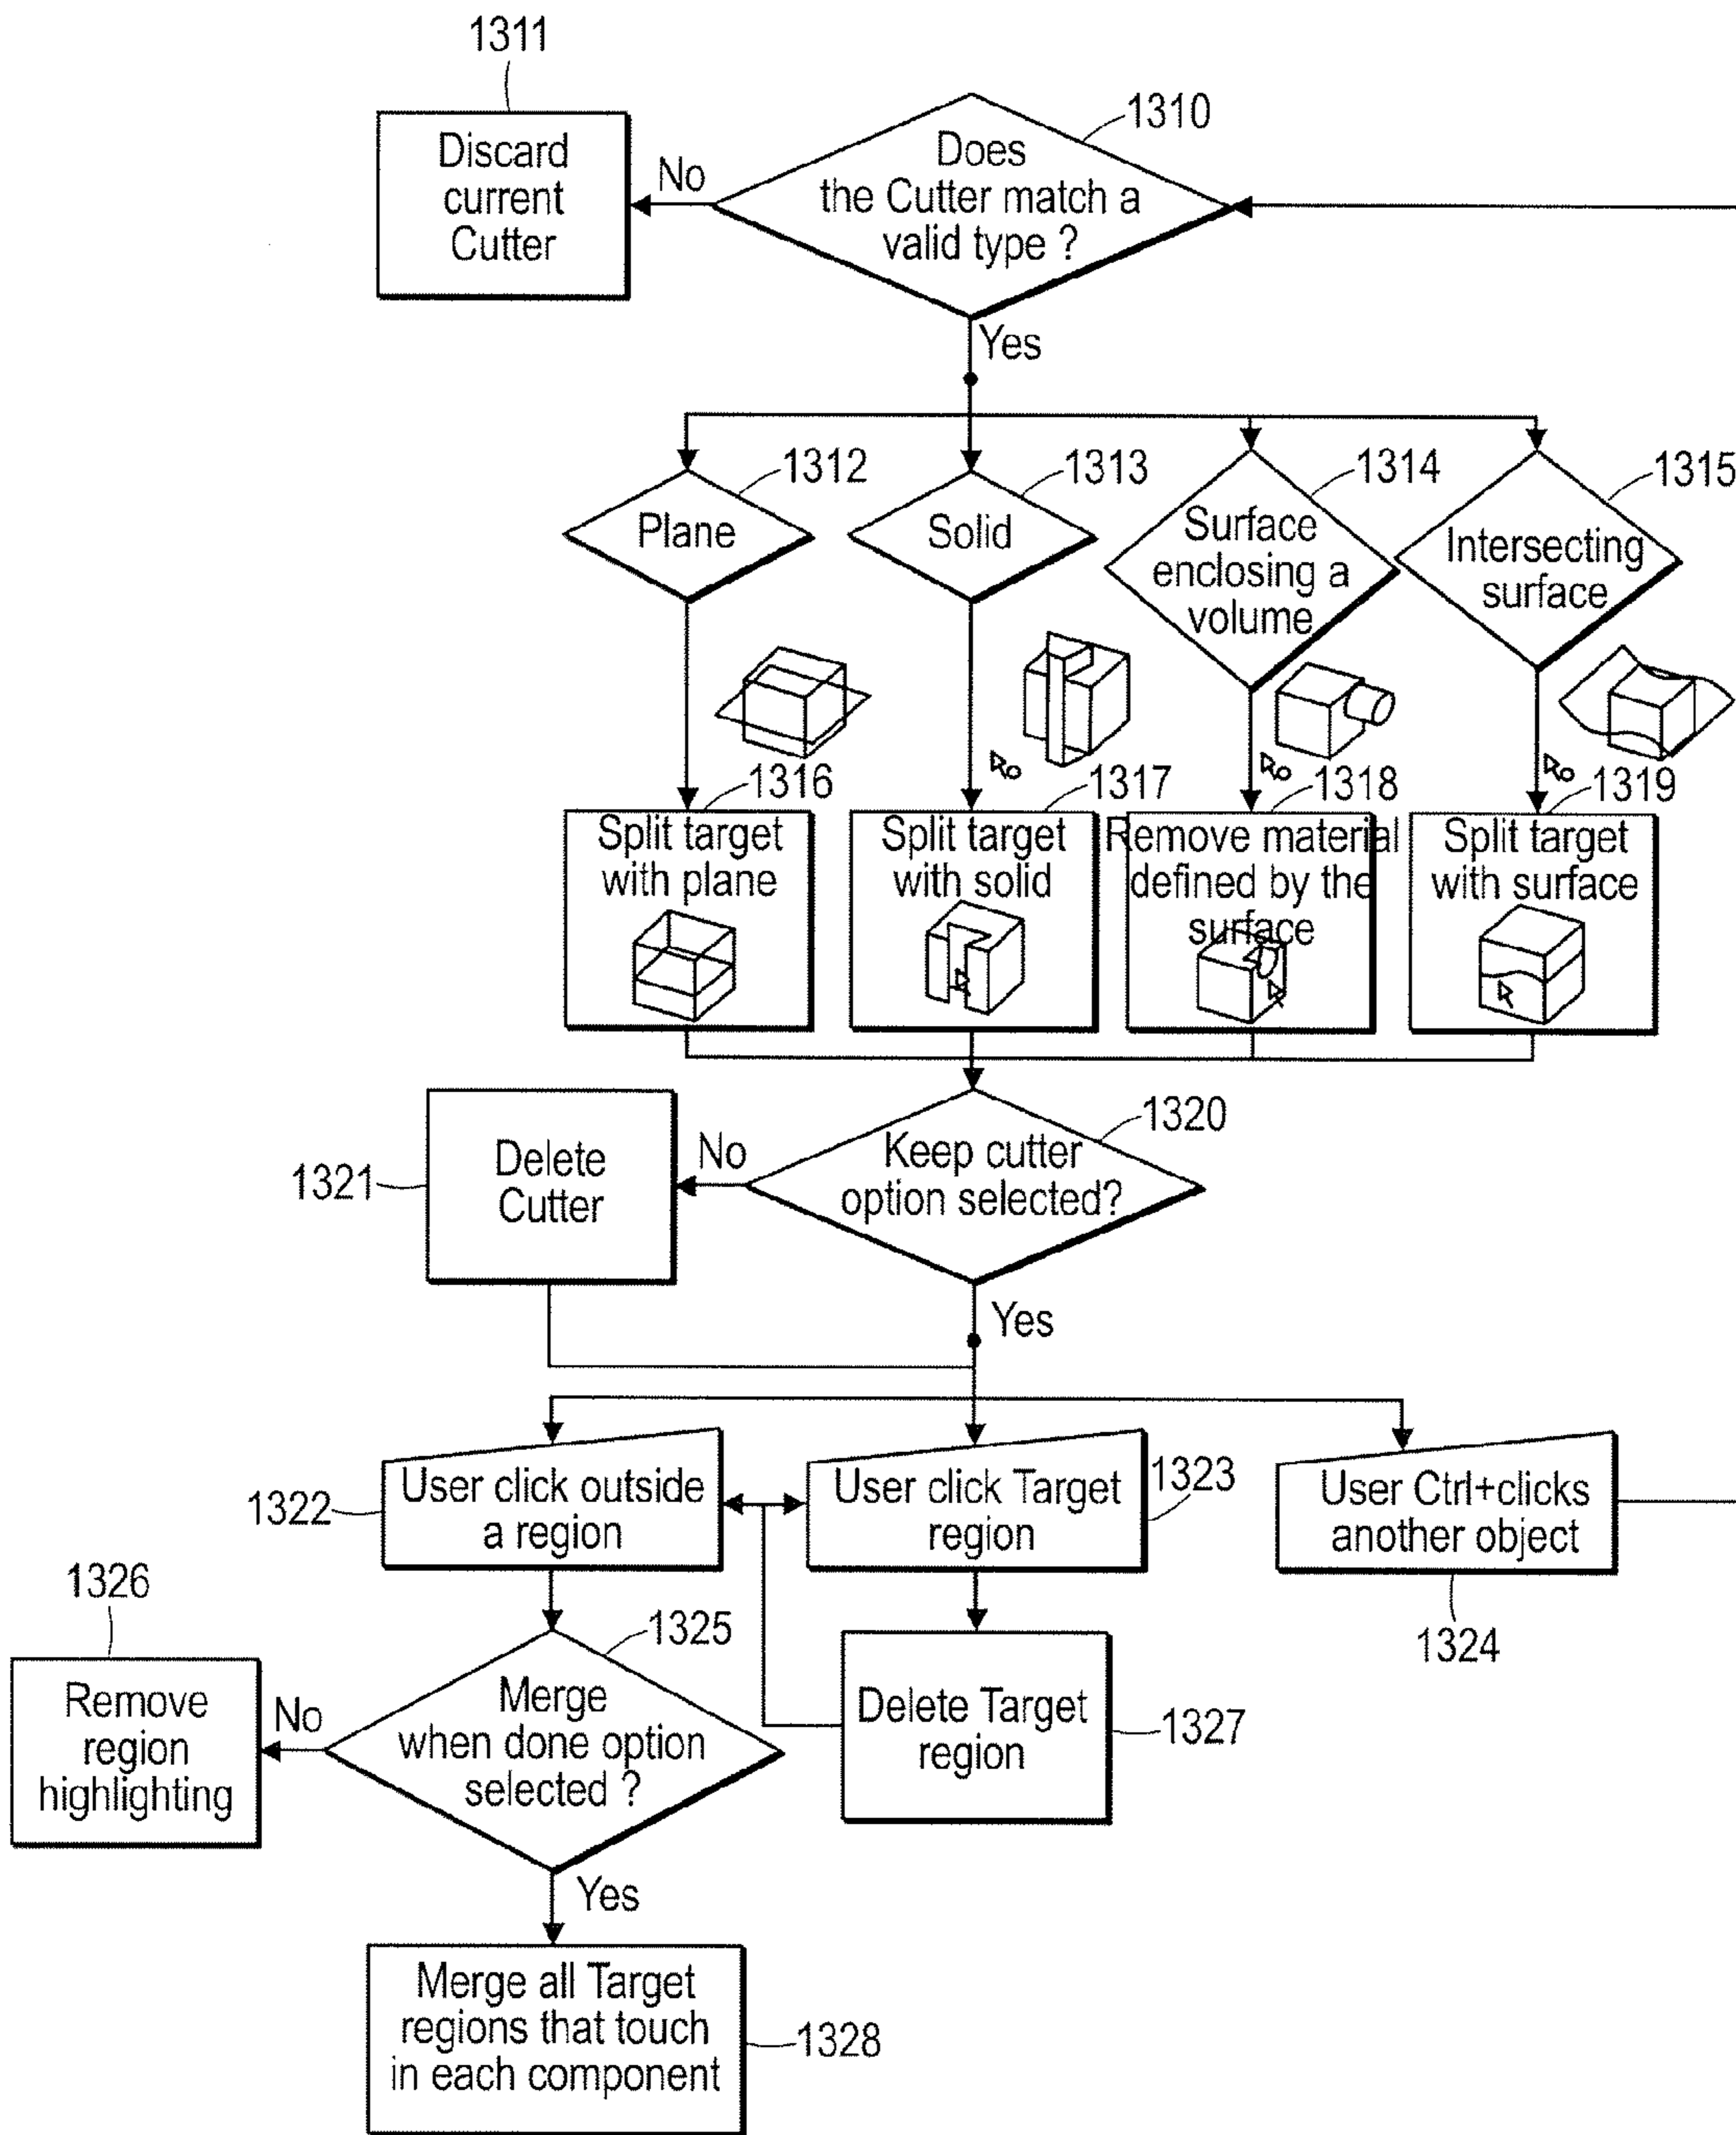 1311
1310
Discard
current
Cutter
No
Does
the Cutter match a
valid type ?
Yes
1312
1313
1314
1315
Plane
Solid
Surface
enclosing a
volume
Intersecting
surface
1316
1317
1318
1319
Split target
with plane
Split target
with solid
Remove material
defined by the
surface
Split target
with surface
1320
1321
Delete
Cutter
No
Keep cutter
option selected?
Yes
1322
User click outside
a region
1323
User click Target
region
User Ctrl+clicks
another object
1324
1326
1325
Remove
region
highlighting
No
Merge
when done option
selected ?
Delete Target
region
1327
Yes
Merge all Target
regions that touch
in each component
1328